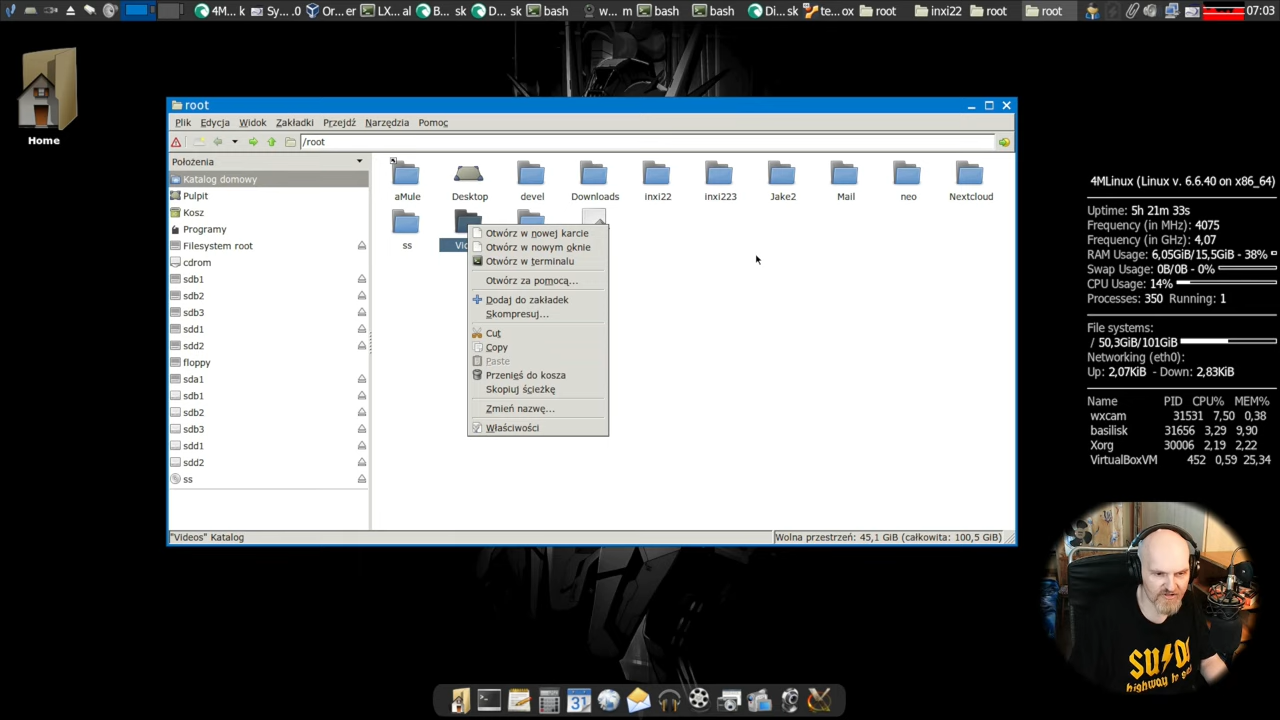 4M...k
Sy...0
Or...er
LX...al
B... sk
D... sk
bash
w... m
bash
bash
Di...sk
te...ox
root
inxi22
root
root
07:03
Home
root
Plik Edycja Widok Zakładki Przejdź Narzędzia Pomoc
/root
Położenia
Katalog domowy
Pulpit
Kosz
Programy
Filesystem root
cdrom
sdb1
sdb2
sdb3
sdd1
sdd2
floppy
sda1
sdb1
sdb2
sdb3
sdd1
sdd2
ss
aMule
Desktop
devel
Downloads
inxi22
inxi223
Jake2
Mail
neo
Nextcloud
ss
Otwórz w nowej karcie
Otwórz w nowym oknie
Otwórz w terminalu
Otwórz za pomocą...
Dodaj do zakładek
Skompresuj...
Cut
Copy
Paste
Przenieś do kosza
Skopiuj ścieżkę
Zmień nazwę...
Właściwości
"Videos" Katalog
Wolna przestrzeń: 45,1 GiB (całkowita: 100,5 GiB)
4MLinux (Linux v. 6.6.40 on x86_64)
Uptime: 5h 21m 33s
Frequency (in MHz): 4075
Frequency (in GHz): 4,07
RAM Usage: 6,05GiB/15,5GiB - 38%
Swap Usage: 0B/0B - 0%
CPU Usage: 14%
Processes: 350 Running: 1
File systems:
/ 50,3GiB/101GiB
Networking (eth0):
Up: 2,07KiB - Down: 2,83KiB
Name PID CPU% MEM%
wxcam 31531 7,50 0,38
basilisk 31656 3,29 9,90
Xorg 30006 2,19 2,22
VirtualBoxVM 452 0,59 25,34
31
highway to